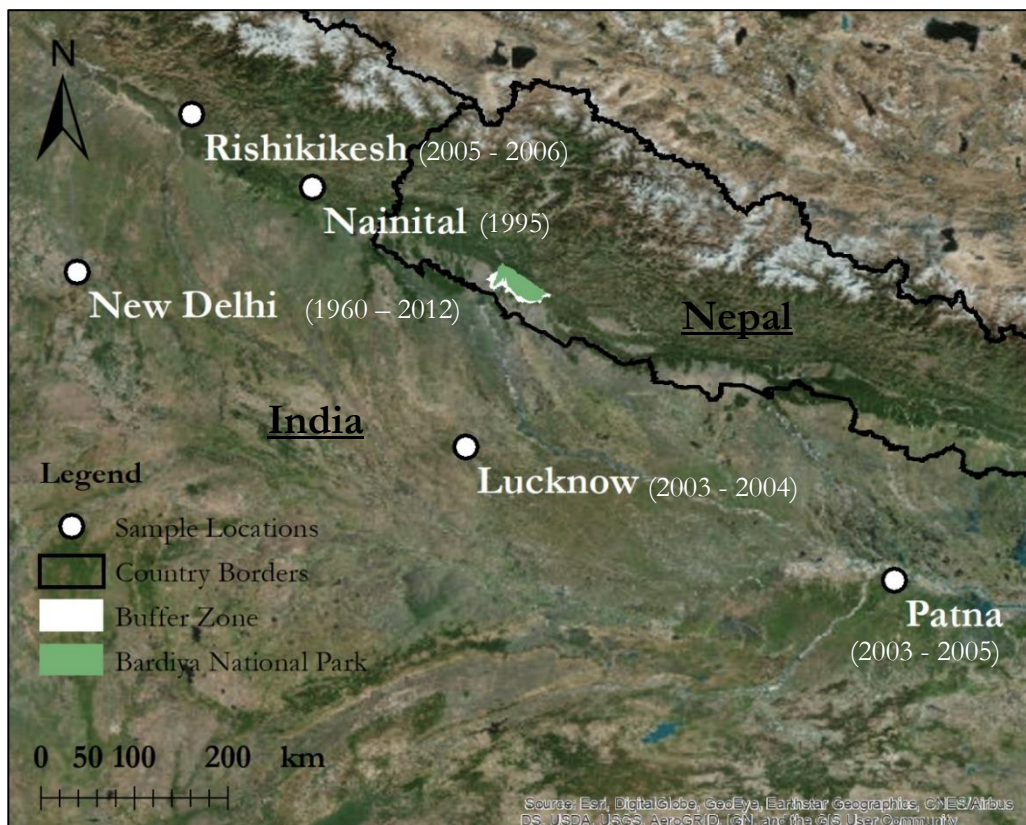 N
Rishikikesh (2005 - 2006)
Nainital (1995)
New Delhi (1960 – 2012)
Nepal
India
Lucknow (2003 - 2004)
Legend
Sample Locations
Country Borders
Buffer Zone
Bardiya National Park
Patna
(2003 - 2005)
0 50 100 200 km
Source: Esri, DigitalGlobe, GeoEye, Earthstar Geographics, CNES/Airbus
DS, USDA, USGS, AeroGRID, IGN, and the GIS User Community